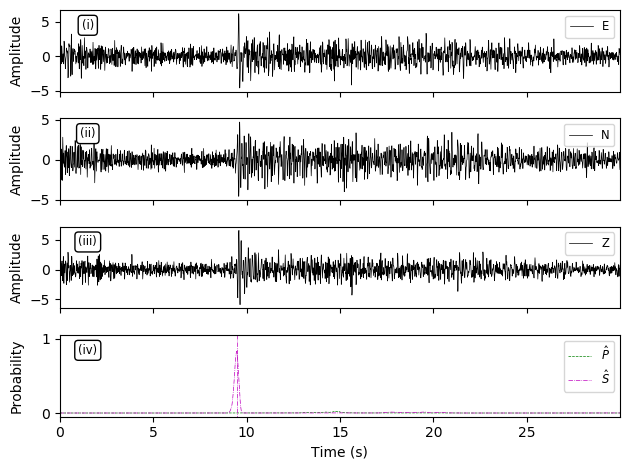 (i)
E
Amplitude
5
0
−5
(ii)
N
Amplitude
5
0
−5
(iii)
Z
Amplitude
5
0
−5
(iv)
P̂
Ŝ
Probability
1
0
0 5 10 15 20 25
Time (s)